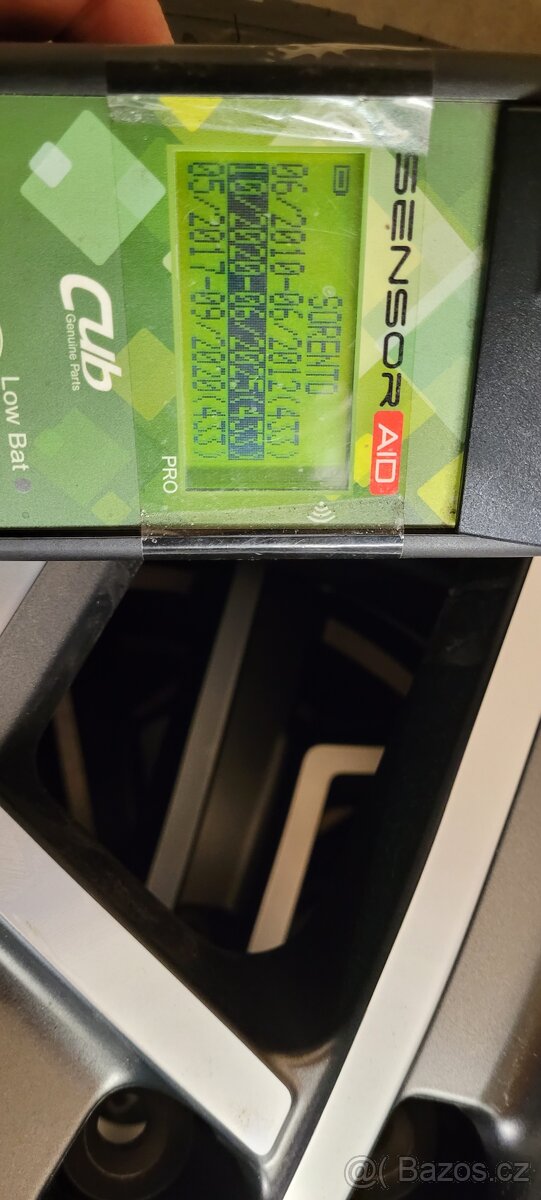 SENSOR AID
SORENTO
06/2010-06/2012(433)
10/2020-06/2025(433)
05/2017-09/2020(433)
PRO
Cub
Genuine Parts
Low Bat
@ Bazos.cz